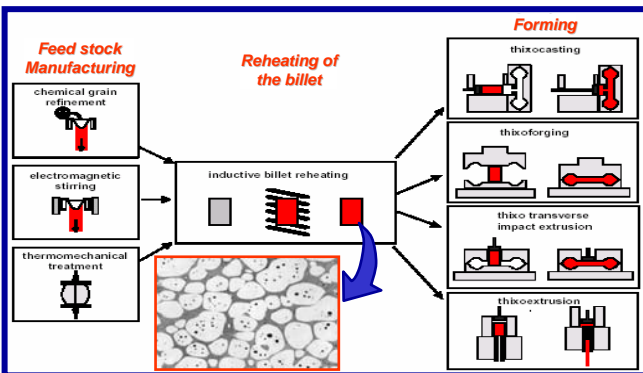 Feed stock
Manufacturing
chemical grain
refinement
electromagnetic
stirring
thermomechanical
treatment
Reheating of
the billet
inductive billet reheating
Forming
thixocasting
thixoforging
thixo transverse
impact extrusion
thixoextrusion